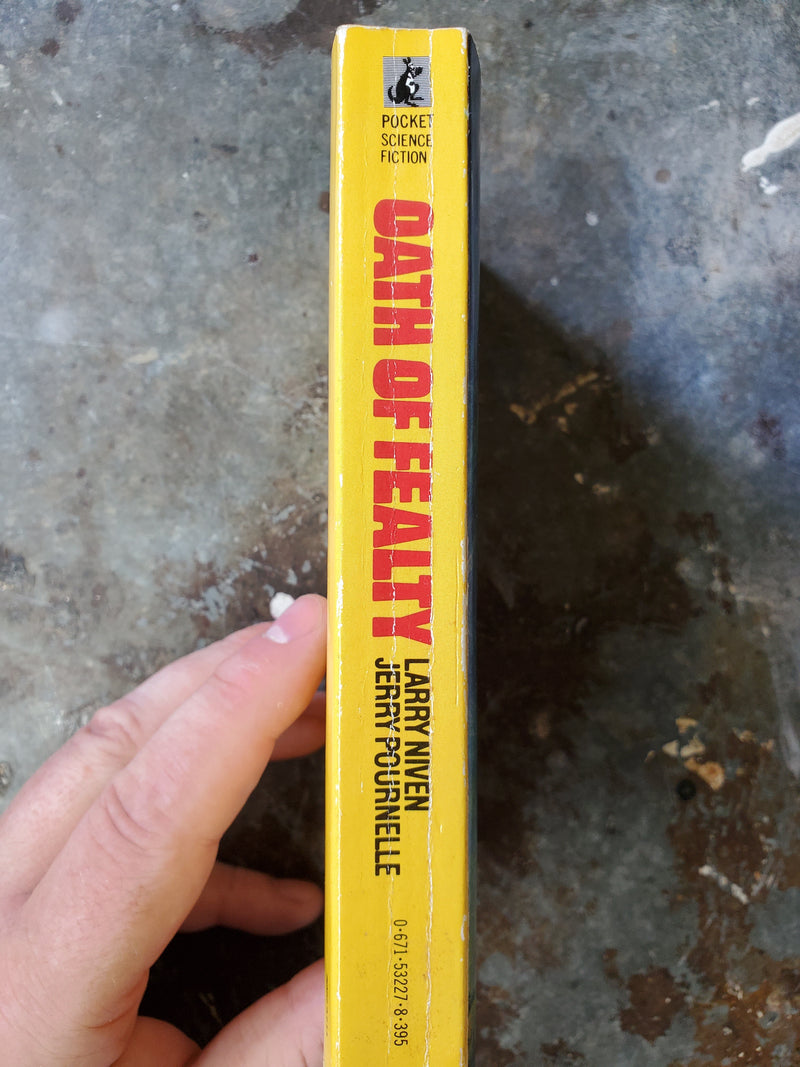 POCKET
SCIENCE
FICTION
OATH OF FEALTY
LARRY NIVEN
JERRY POURNELLE
0·671·53227·8·395